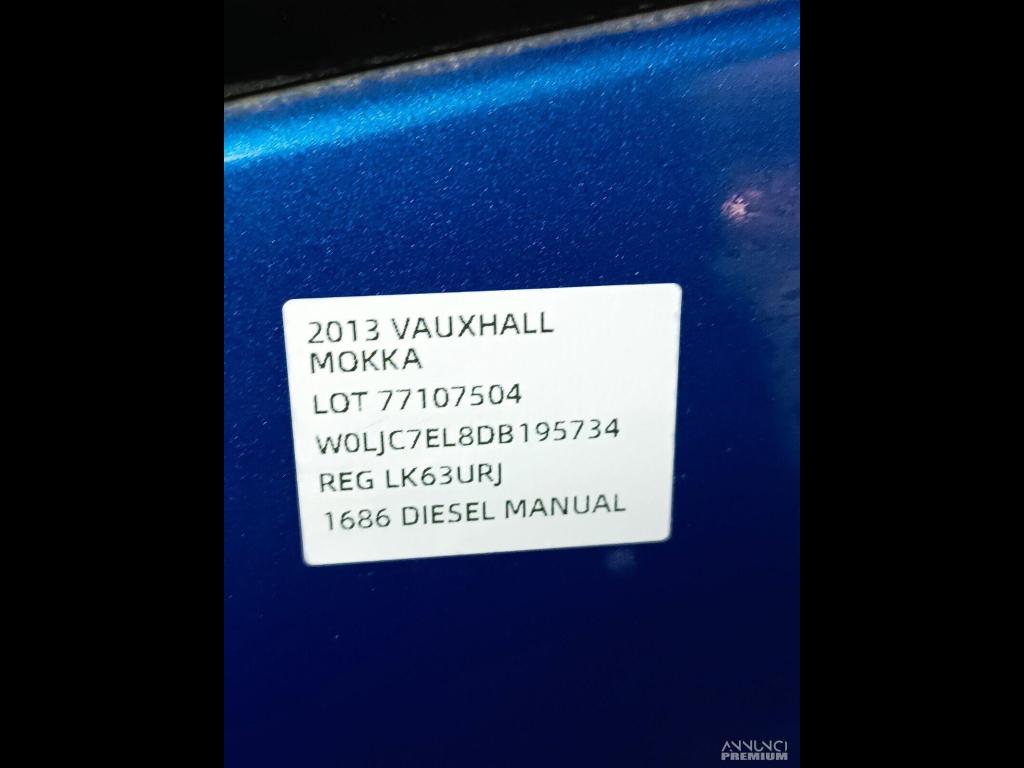 2013 VAUXHALL
MOKKA
LOT 77107504
W0LJC7EL8DB195734
REG LK63URJ
1686 DIESEL MANUAL
ANNUNCI
PREMIUM